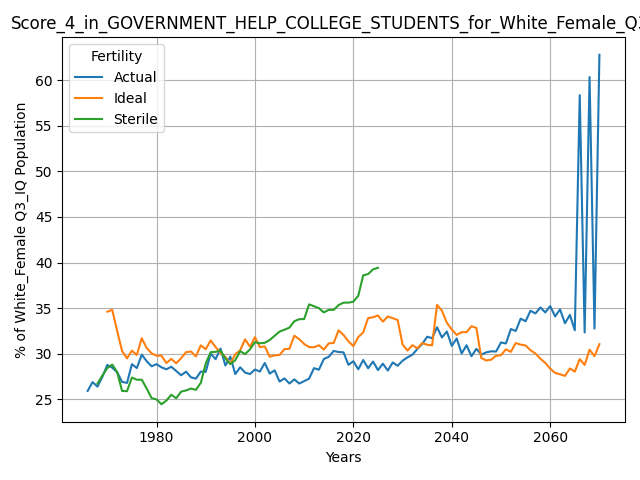 Score_4_in_GOVERNMENT_HELP_COLLEGE_STUDENTS_for_White_Female_Q3
Fertility
Actual
Ideal
Sterile
% of White_Female Q3_IQ Population
60
55
50
45
40
35
30
25
1980 2000 2020 2040 2060
Years